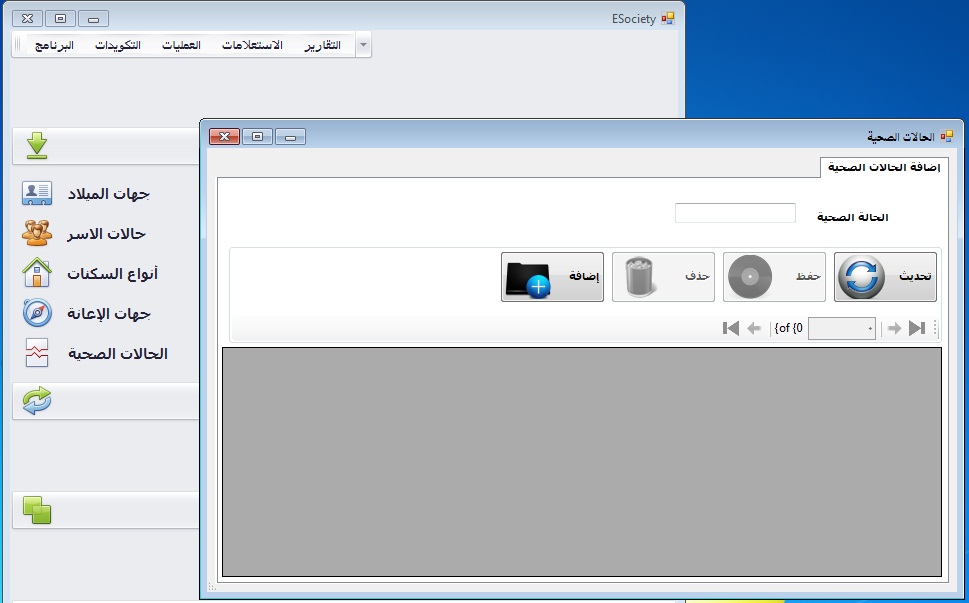 ESociety
البرنامج التكويدات العمليات الاستعلامات التقارير
جهات الميلاد
حالات الاسر
أنواع السكنات
جهات الإعانة
الحالات الصحية
الحالات الصحية
إضافة الحالات الصحية
الحالة الصحية
تحديث حفظ حذف إضافة
{of {0